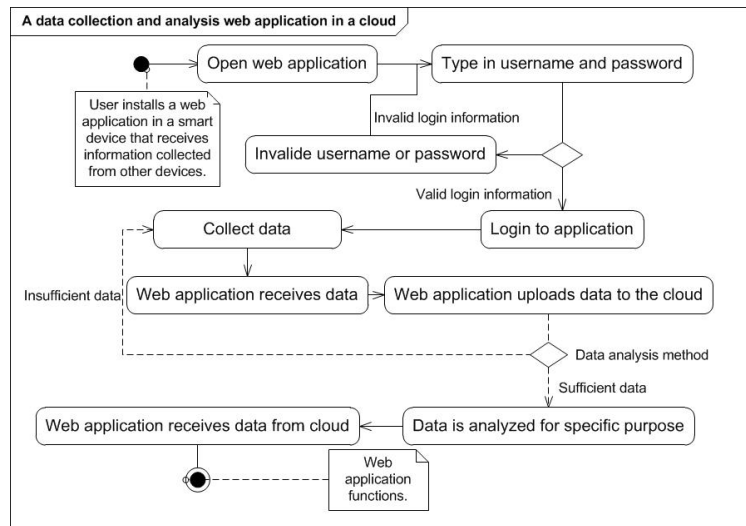 A data collection and analysis web application in a cloud
Open web application
Type in username and password
User installs a web
application in a smart
device that receives
information collected
from other devices.
Invalid login information
Invalide username or password
Valid login information
Collect data
Login to application
Insufficient data
Web application receives data
Web application uploads data to the cloud
Data analysis method
Sufficient data
Web application receives data from cloud
Data is analyzed for specific purpose
Web
application
functions.